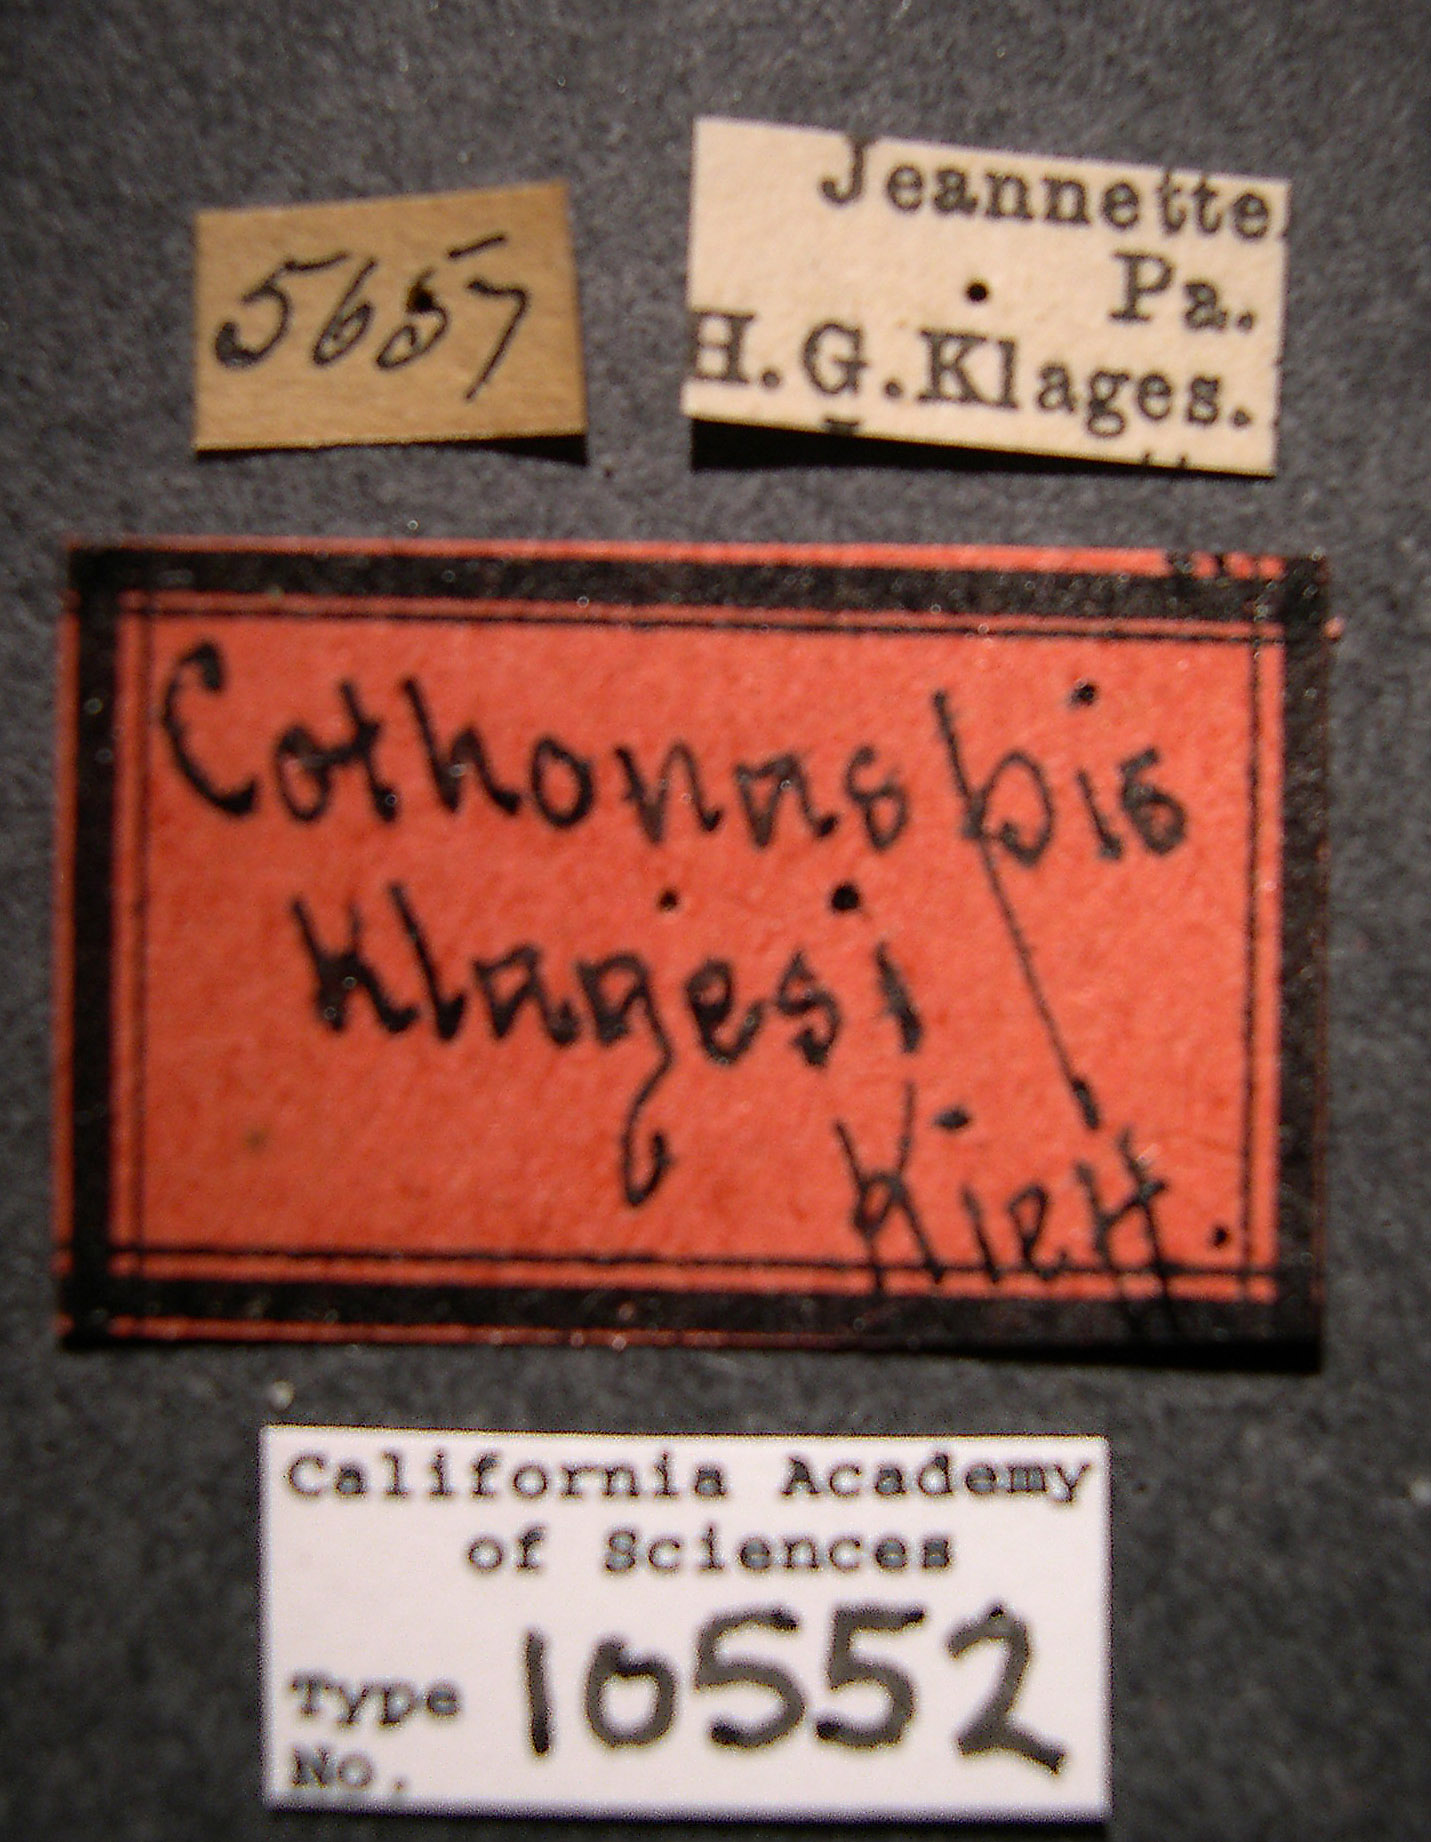 5657
Jeannette
Pa.
H.G.Klages.
Cothonaspis
Klagesi
Kieff.
California Academy
of Sciences
Type
No. 10552